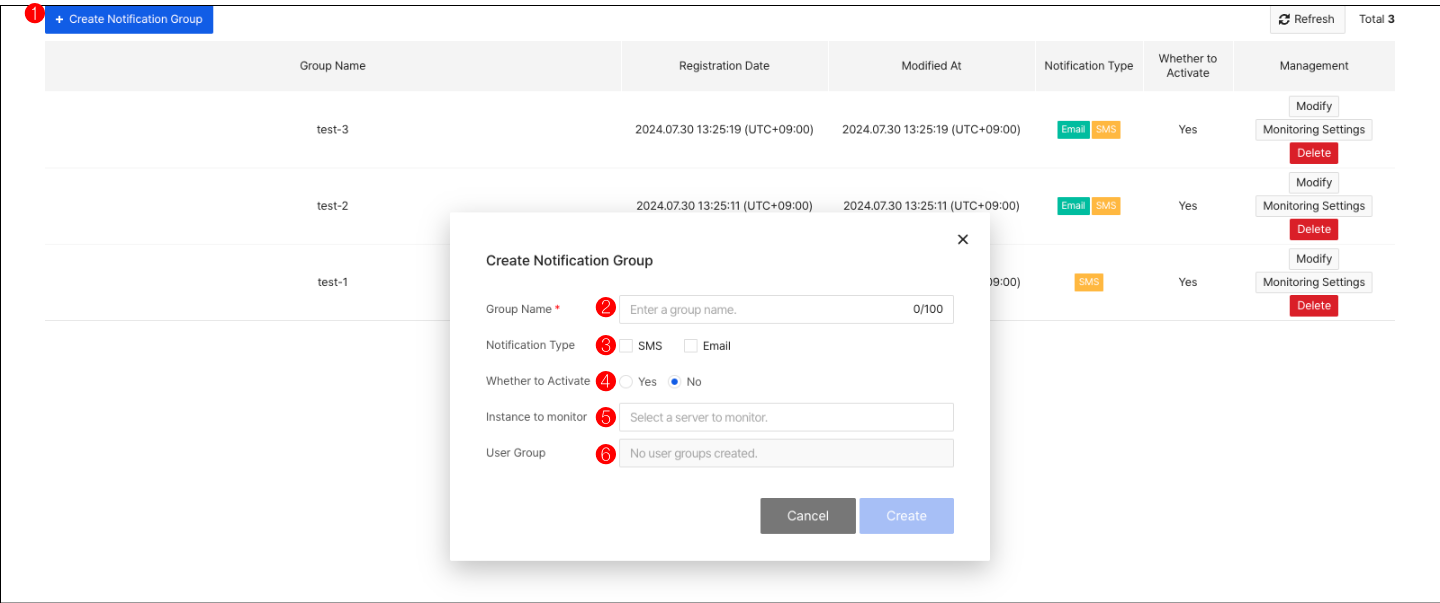 1
+ Create Notification Group
Refresh
Total 3
Group Name
Registration Date
Modified At
Notification Type
Whether to
Activate
Management
test-3
2024.07.30 13:25:19 (UTC+09:00)
2024.07.30 13:25:19 (UTC+09:00)
Email SMS
Yes
Modify
Monitoring Settings
Delete
test-2
2024.07.30 13:25:11 (UTC+09:00)
2024.07.30 13:25:11 (UTC+09:00)
Email SMS
Yes
Modify
Monitoring Settings
Delete
test-1
09:00)
SMS
Yes
Modify
Monitoring Settings
Delete
Create Notification Group
Group Name *
2
Enter a group name.
0/100
Notification Type
3
SMS
Email
Whether to Activate
4
Yes
No
Instance to monitor
5
Select a server to monitor.
User Group
6
No user groups created.
Cancel
Create